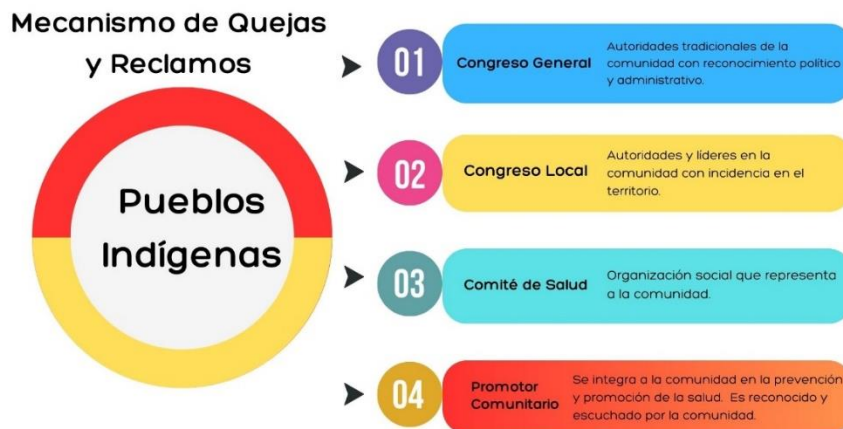 Mecanismo de Quejas
y Reclamos
Pueblos
Indígenas
01
Congreso General
Autoridades tradicionales de la
comunidad con reconocimiento político
y administrativo.
02
Congreso Local
Autoridades y líderes en la
comunidad con incidencia en el
territorio.
03
Comité de Salud
Organización social que representa
a la comunidad.
04
Promotor
Comunitario
Se integra a la comunidad en la prevención
y promoción de la salud. Es reconocido y
escuchado por la comunidad.